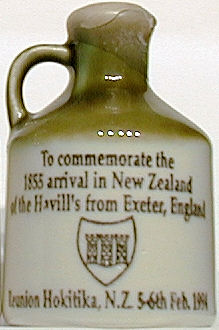 To commemorate the
1855 arrival in New Zealand
of the Havill's from Exeter, England
Reunion Hokitika, N.Z. 5-6th Feb. 1994